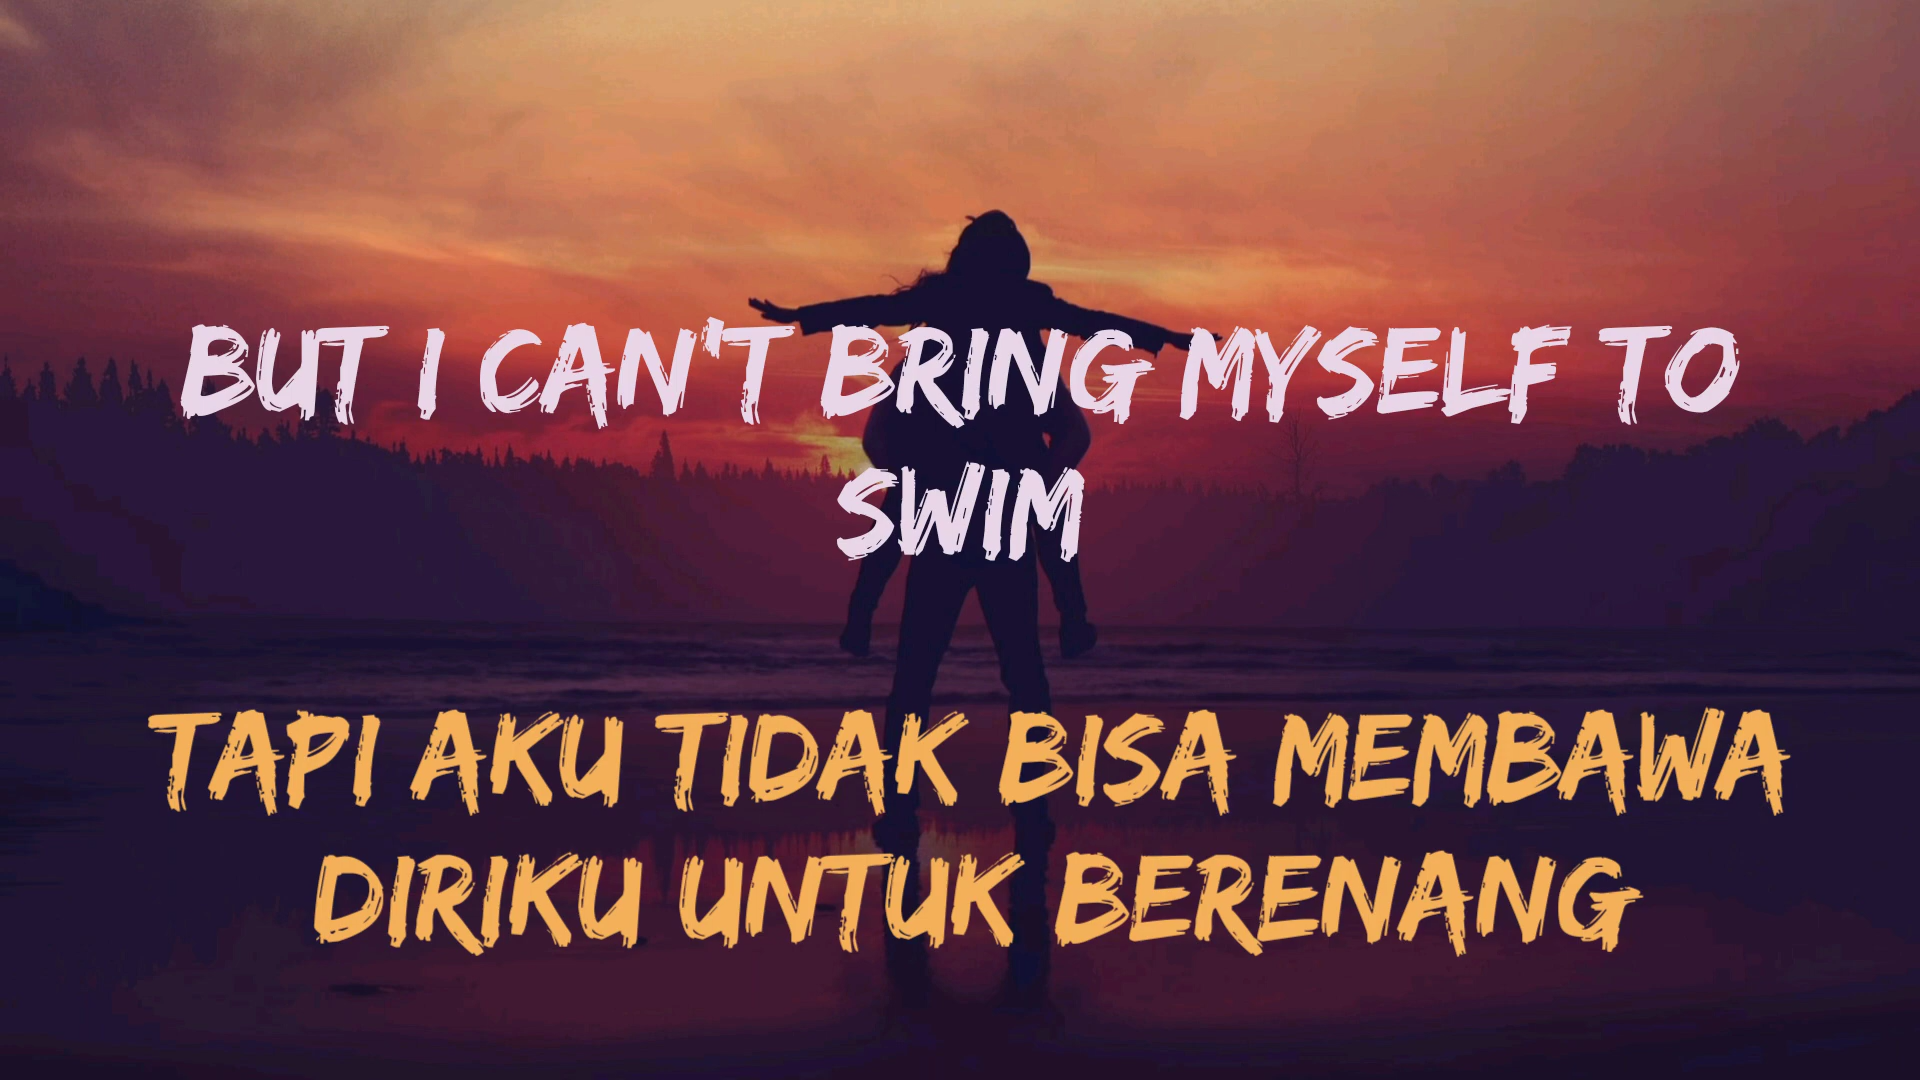 BUT I CAN'T BRING MYSELF TO
SWIM
TAPI AKU TIDAK BISA MEMBAWA
DIRIKU UNTUK BERENANG